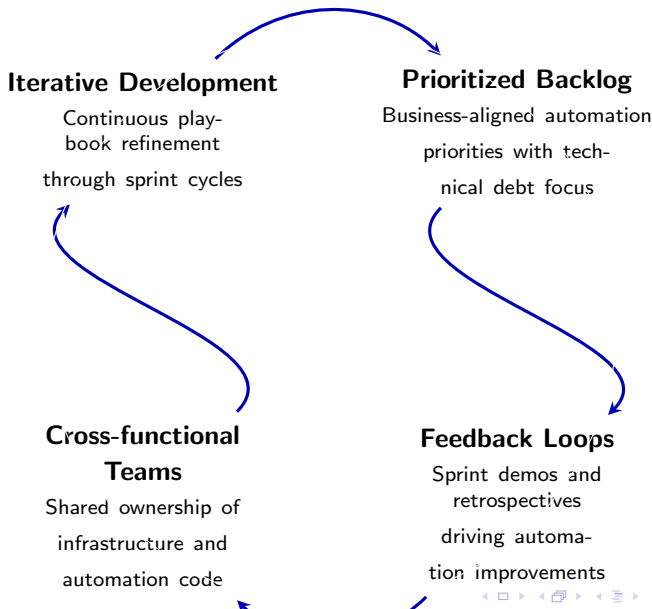 Iterative Development
Continuous play-
book refinement
through sprint cycles
Prioritized Backlog
Business-aligned automation
priorities with tech-
nical debt focus
Cross-functional
Teams
Shared ownership of
infrastructure and
automation code
Feedback Loops
Sprint demos and
retrospectives
driving automa-
tion improvements